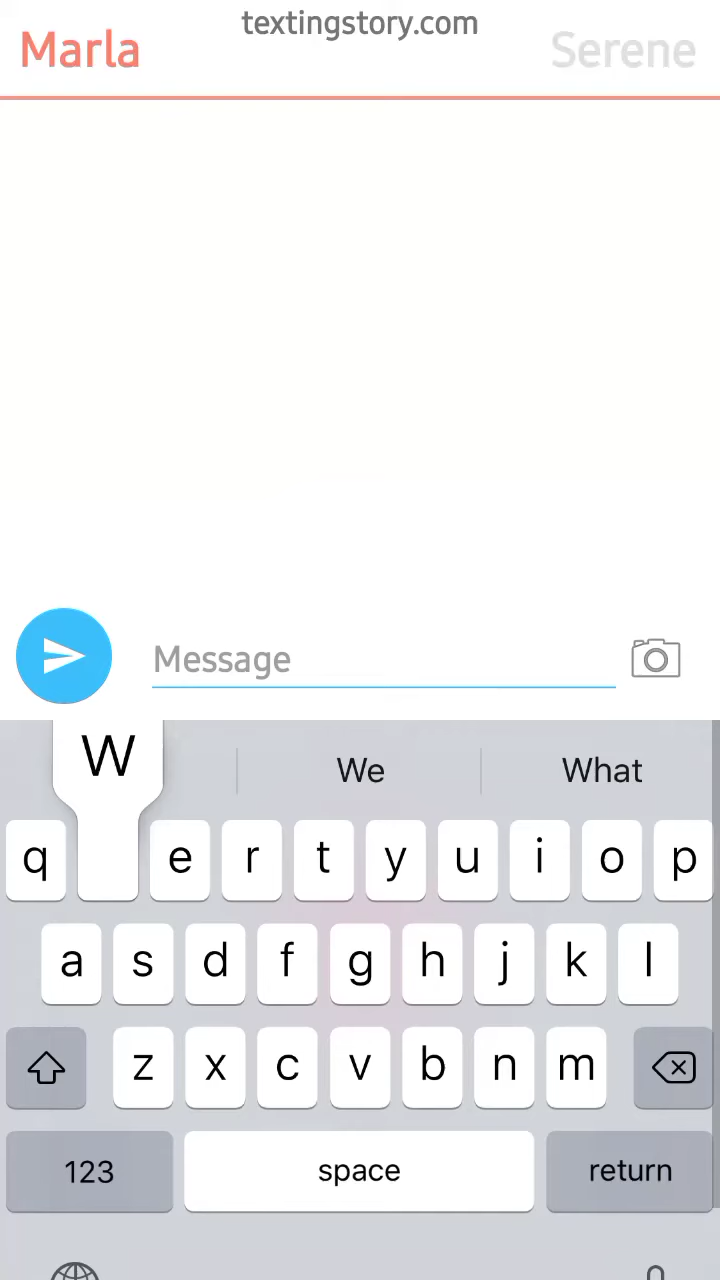 textingstory.com
Marla Serene
Message
W We What
q e r t y u i o p
a s d f g h j k l
z x c v b n m
123 space return